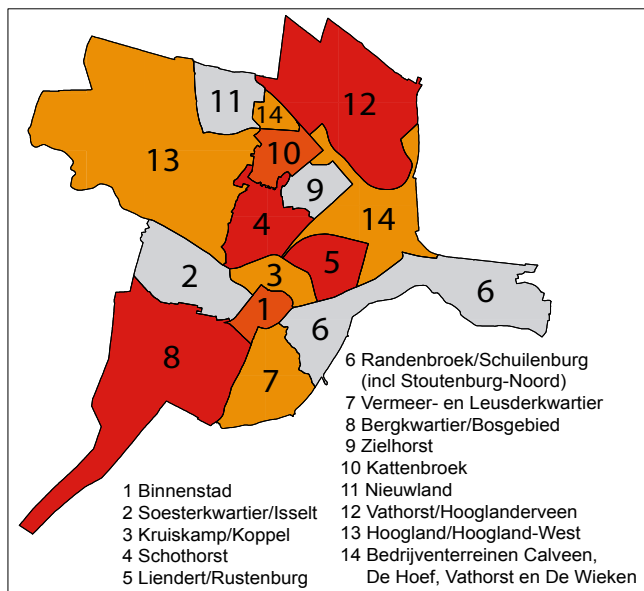 12
11
14
13
10
9
4
14
5
2
3
6
1
6
8
7
6 Randenbroek/Schuilenburg
(incl Stoutenburg-Noord)
7 Vermeer- en Leusderkwartier
8 Bergkwartier/Bosgebied
9 Zielhorst
10 Kattenbroek
11 Nieuwland
12 Vathorst/Hooglanderveen
13 Hoogland/Hoogland-West
14 Bedrijventerreinen Calveen,
De Hoef, Vathorst en De Wieken
1 Binnenstad
2 Soesterkwartier/Isselt
3 Kruiskamp/Koppel
4 Schothorst
5 Liendert/Rustenburg